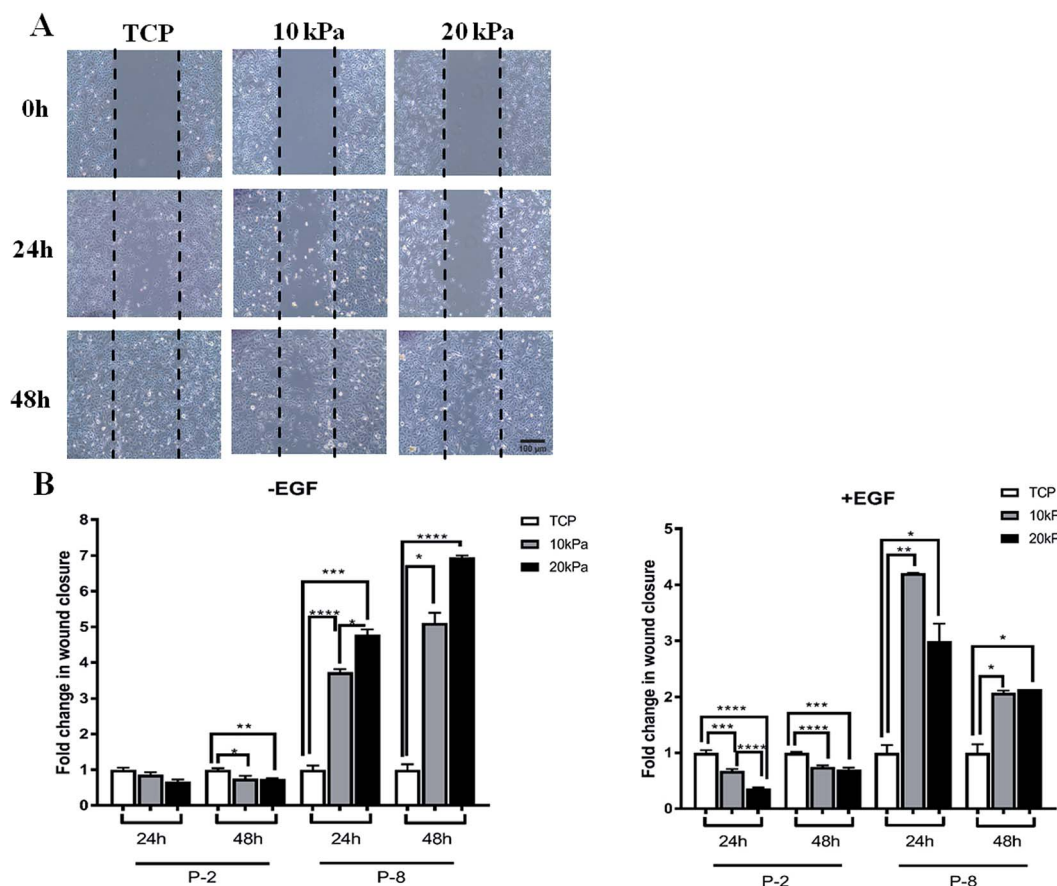 A
TCP
10 kPa
20 kPa
0h
24h
48h
100 µm
B
-EGF
TCP
10kPa
20kPa
Fold change in wound closure
8
7
6
5
4
3
2
1
0
**
*
***
****
*
****
*
24h
48h
24h
48h
P-2
P-8
+EGF
TCP
10kP
20kP
Fold change in wound closure
5
4
3
2
1
0
****
***
****
***
****
*
**
*
*
24h
48h
24h
48h
P-2
P-8